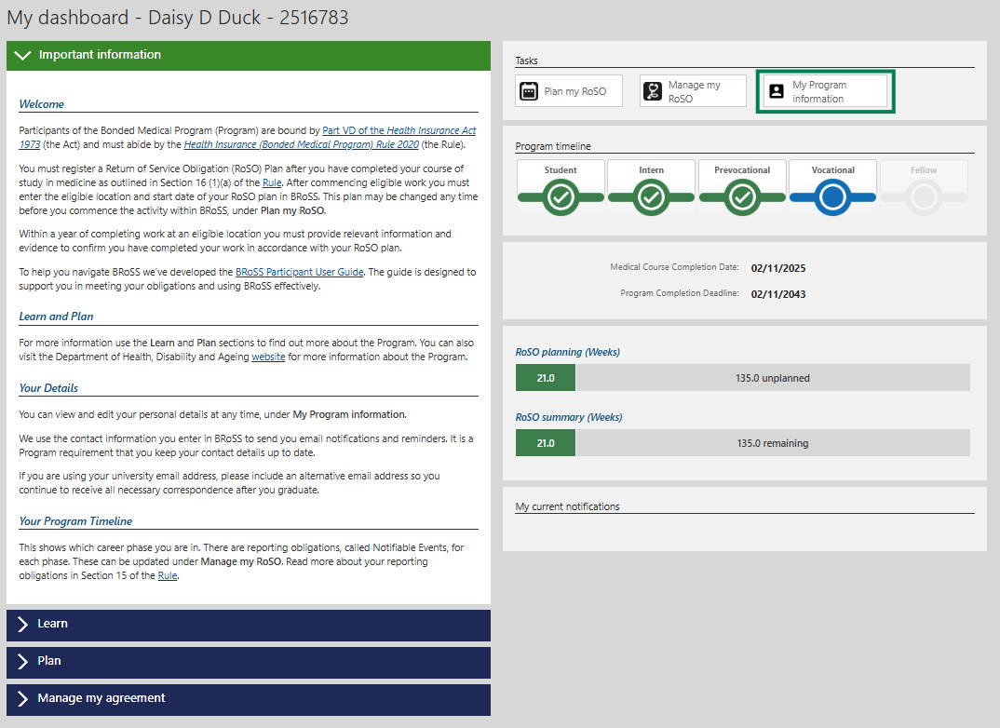 My dashboard - Daisy D Duck - 2516783
Important information
Welcome
Participants of the Bonded Medical Program (Program) are bound by Part VD of the Health Insurance Act
1973 (the Act) and must abide by the Health Insurance (Bonded Medical Program) Rule 2020 (the Rule).
You must register a Return of Service Obligation (RoSO) Plan after you have completed your course of
study in medicine as outlined in Section 16 (1)(a) of the Rule. After commencing eligible work you must
enter the eligible location and start date of your RoSO plan in BRoSS. This plan may be changed any time
before you commence the activity within BRoSS, under Plan my RoSO.
Within a year of completing work at an eligible location you must provide relevant information and
evidence to confirm you have completed your work in accordance with your RoSO plan.
To help you navigate BRoSS we've developed the BRoSS Participant User Guide. The guide is designed to
support you in meeting your obligations and using BRoSS effectively.
Learn and Plan
For more information use the Learn and Plan sections to find out more about the Program. You can also
visit the Department of Health, Disability and Ageing website for more information about the Program.
Your Details
You can view and edit your personal details at any time, under My Program information.
We use the contact information you enter in BRoSS to send you email notifications and reminders. It is a
Program requirement that you keep your contact details up to date.
If you are using your university email address, please include an alternative email address so you
continue to receive all necessary correspondence after you graduate.
Your Program Timeline
This shows which career phase you are in. There are reporting obligations, called Notifiable Events, for
each phase. These can be updated under Manage my RoSO. Read more about your reporting
obligations in Section 15 of the Rule.
Learn
Plan
Manage my agreement
Tasks
Plan my RoSO
Manage my
RoSO
My Program
information
Program timeline
Student
Intern
Prevocational
Vocational
Fellow
Medical Course Completion Date: 02/11/2025
Program Completion Deadline: 02/11/2043
RoSO planning (Weeks)
21.0
135.0 unplanned
RoSO summary (Weeks)
21.0
135.0 remaining
My current notifications